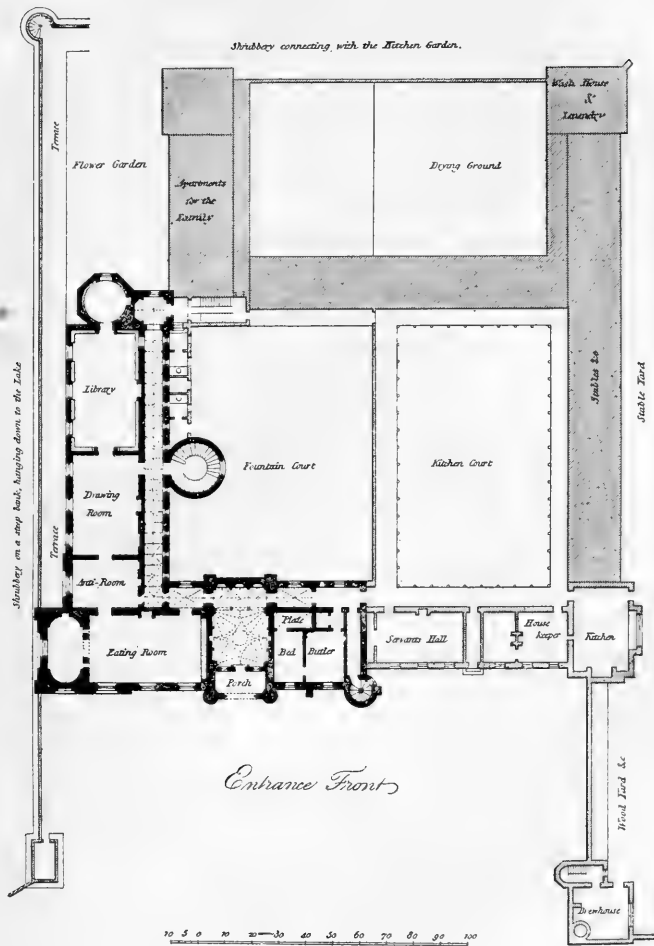 Shrubbery connecting with the Kitchen Garden.
Wash House
&
Laundry
Terrace
Flower Garden
Drying Ground
Apartments
for the
Family
Shrubbery on a steep bank, hanging down to the Lake
Library
Stables &c
Stable Yard
Drawing
Room
Fountain Court
Kitchen Court
Terrace
Anti-Room
Eating Room
Plate
Bed
Butler
Servants Hall
House
keeper
Kitchen
Porch
Entrance Front
Wood Yard &c
Brewhouse
10 5 0 10 20 30 40 50 60 70 80 90 100